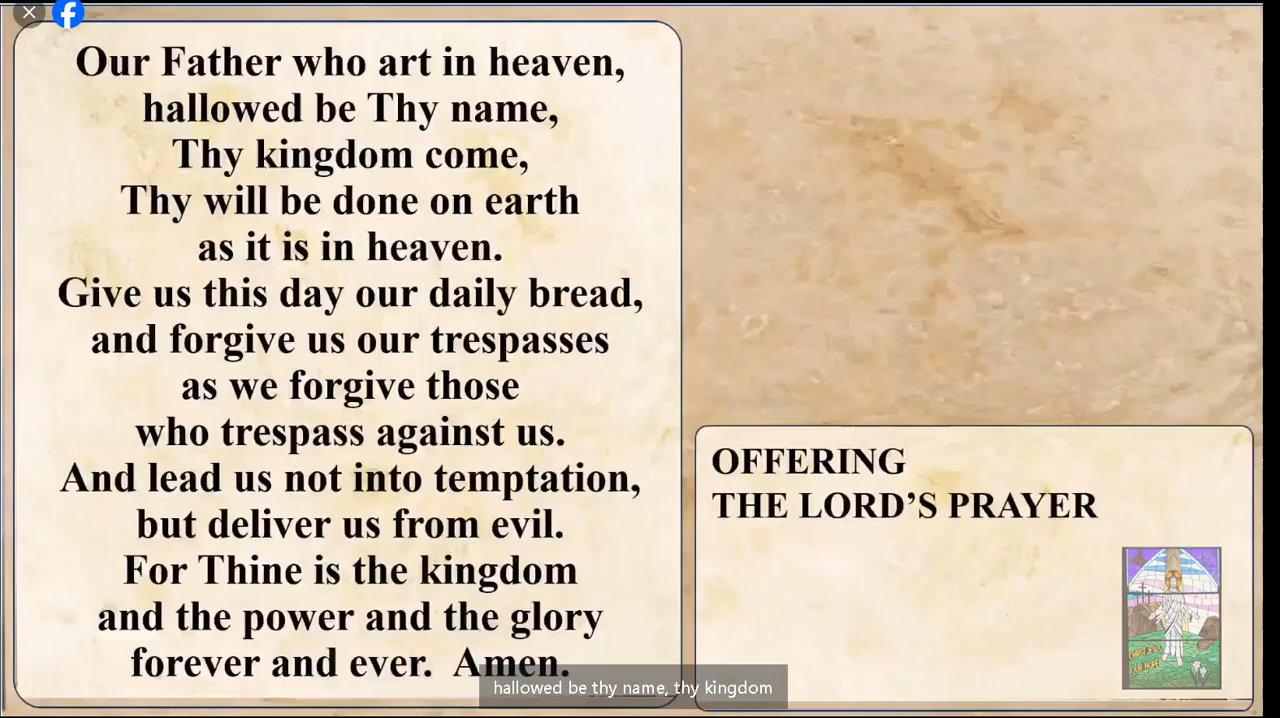 Our Father who art in heaven,
hallowed be Thy name,
Thy kingdom come,
Thy will be done on earth
as it is in heaven.
Give us this day our daily bread,
and forgive us our trespasses
as we forgive those
who trespass against us.
And lead us not into temptation,
but deliver us from evil.
For Thine is the kingdom
and the power and the glory
forever and ever. Amen.
OFFERING
THE LORD’S PRAYER
CHRIST JESUS
OUR HOPE
hallowed be thy name, thy kingdom